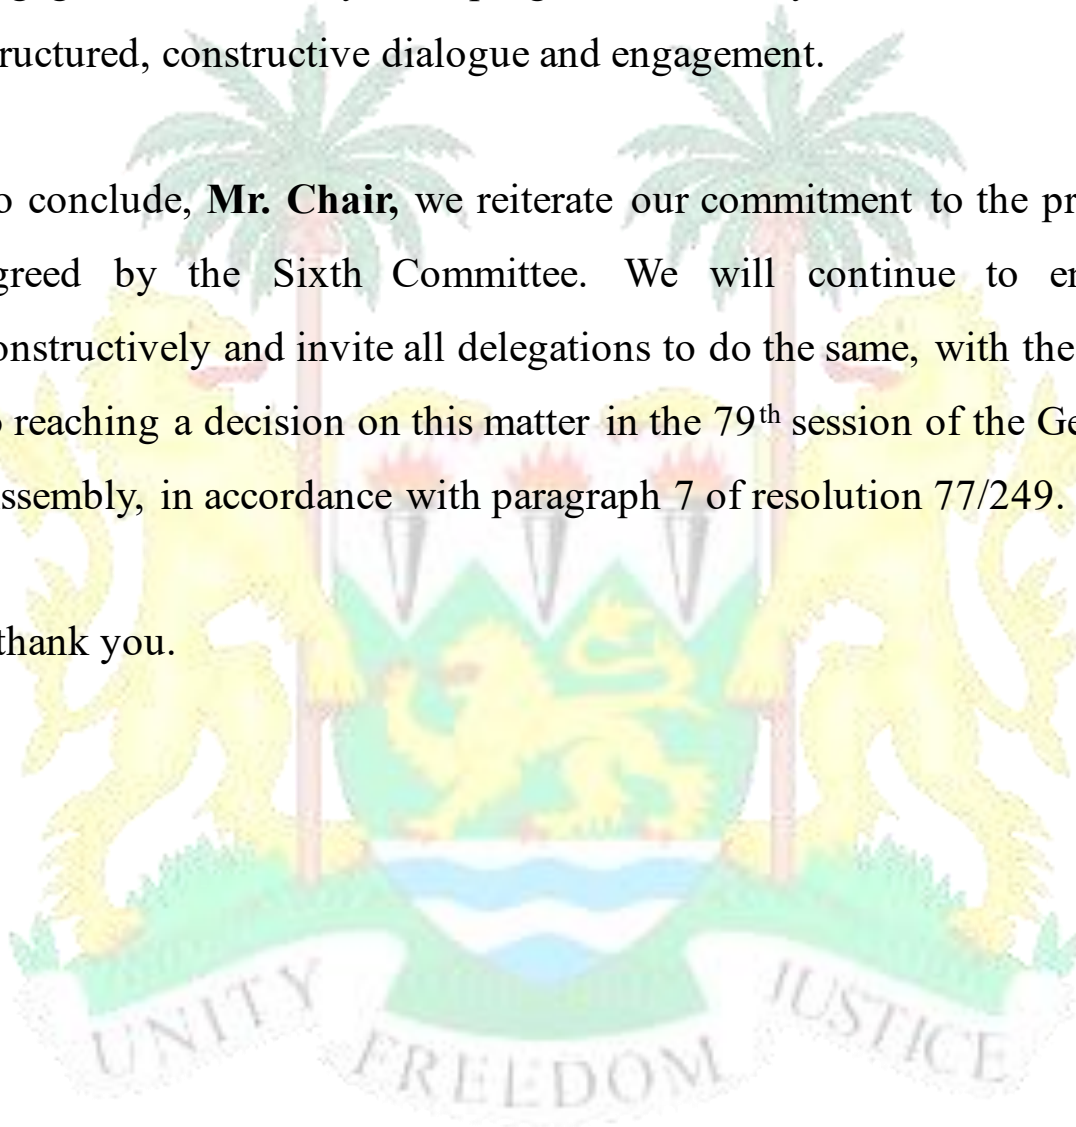 ructured, constructive dialogue and engagement.
o conclude, Mr. Chair, we reiterate our commitment to the pr
greed by the Sixth Committee. We will continue to en
onstructively and invite all delegations to do the same, with the
o reaching a decision on this matter in the 79th session of the Ge
ssembly, in accordance with paragraph 7 of resolution 77/249.
thank you.
UNITY FREEDOM JUSTICE